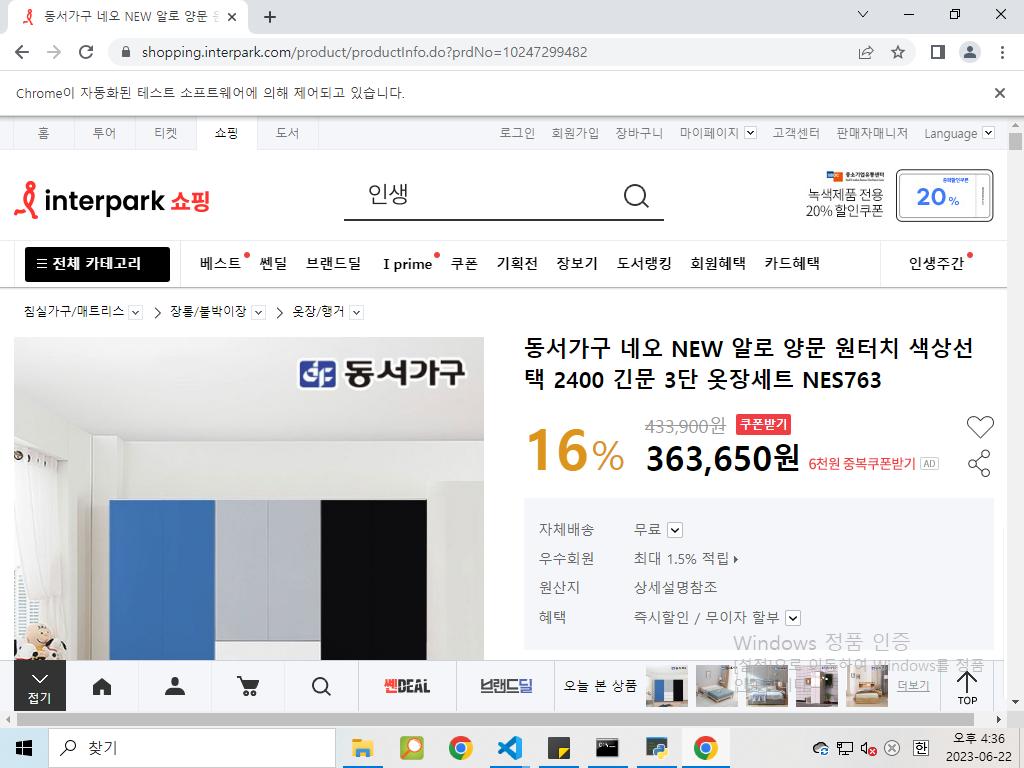 동서가구 네오 NEW 알로 양문
shopping.interpark.com/product/productInfo.do?prdNo=10247299482
Chrome이 자동화된 테스트 소프트웨어에 의해 제어되고 있습니다.
홈 투어 티켓 쇼핑 도서 로그인 회원가입 장바구니 마이페이지 고객센터 판매자매니저 Language
interpark 쇼핑 인생
중소기업유통센터
녹색제품 전용
20% 할인쿠폰
중복할인쿠폰
20%
전체 카테고리 베스트 쎈딜 브랜드딜 I prime 쿠폰 기획전 장보기 도서랭킹 회원혜택 카드혜택 인생주간
침실가구/매트리스 장롱/붙박이장 옷장/행거
동서가구
동서가구 네오 NEW 알로 양문 원터치 색상선
택 2400 긴문 3단 옷장세트 NES763
16% 433,900원 쿠폰받기
363,650원 6천원 중복쿠폰받기 AD
자체배송 무료
우수회원 최대 1.5% 적립
원산지 상세설명참조
혜택 즉시할인 / 무이자 할부
Windows 정품 인증
[설정]으로 이동하여 Windows를 정품
접기 쎈DEAL 브랜드딜 오늘 본 상품 더보기 TOP
찾기
한
오후 4:36
2023-06-22